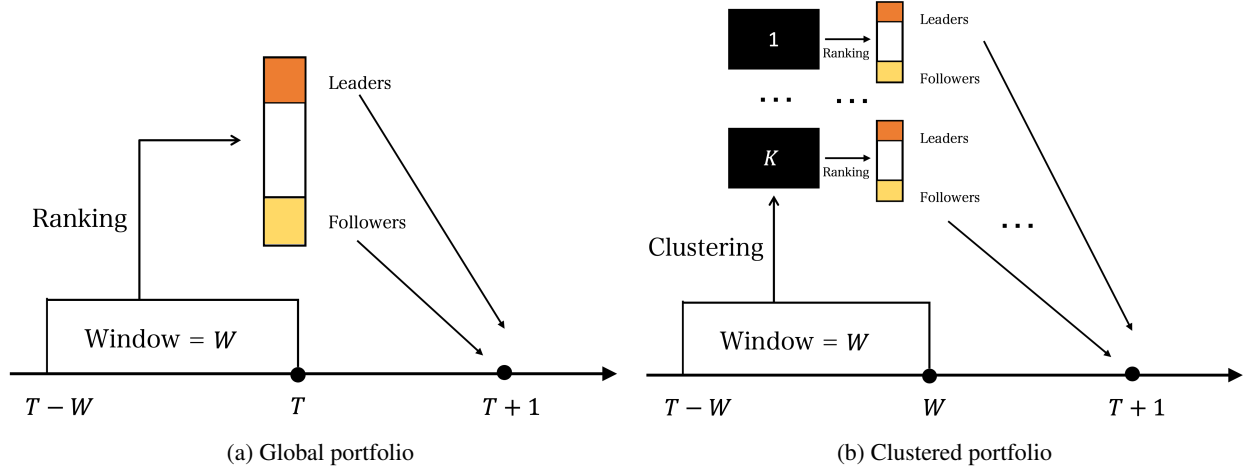 Leaders
Ranking
Followers
Window = W
T − W
T
T + 1
(a) Global portfolio
1
Ranking
Leaders
Followers
... ...
K
Ranking
Leaders
Followers
...
Clustering
Window = W
T − W
W
T + 1
(b) Clustered portfolio